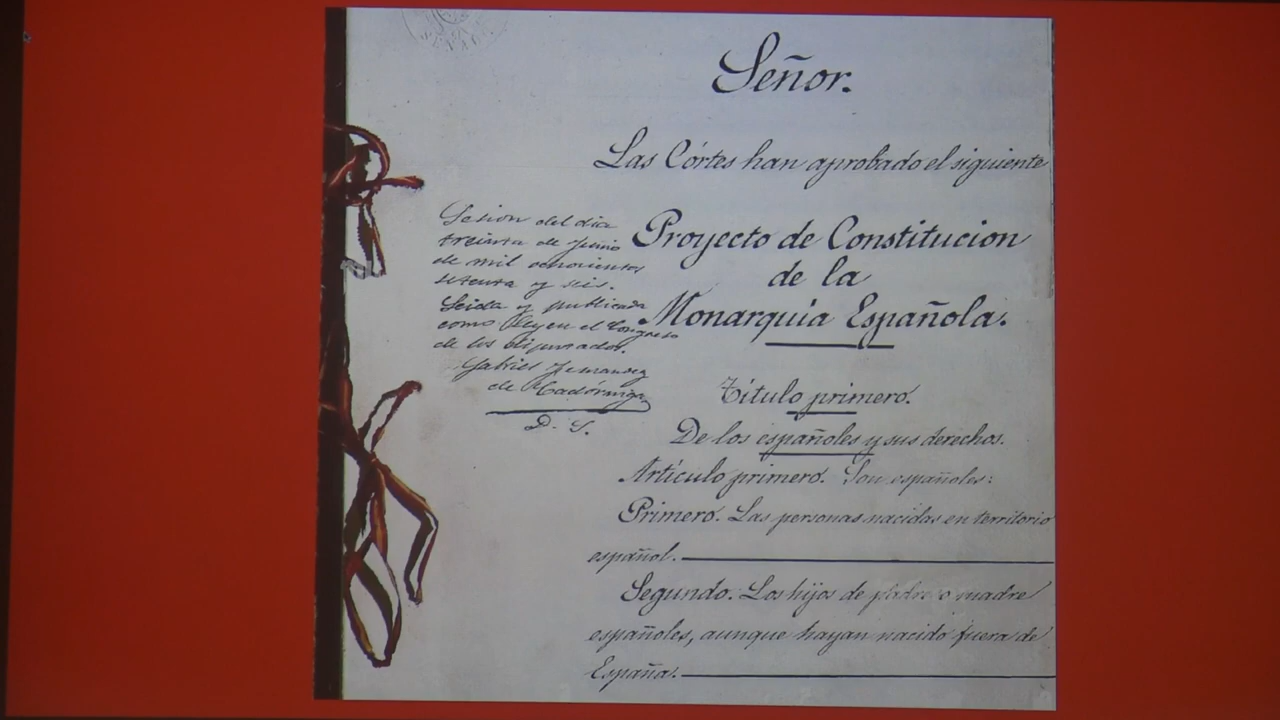 Señor.
Las Córtes han aprobado el siguiente
Proyecto de Constitucion
de la
Monarquía Española.
Sesion del dia
treinta de Junio
de mil ochocientos
setenta y seis.
Leida y publicada
como Ley en el Congreso
de los diputados.
Gabriel Fernandez
de Cadórniga
D. S.
Título primero.
De los españoles y sus derechos.
Artículo primero. Son españoles:
Primero. Las personas nacidas en territorio
español.
Segundo. Los hijos de padre o madre
españoles, aunque hayan nacido fuera de
España.